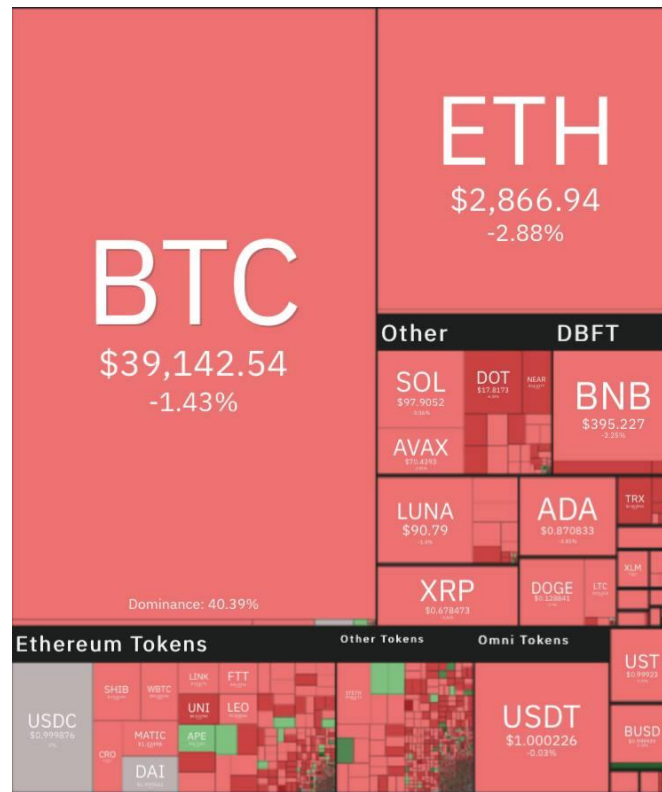 BTC
$39,142.54
-1.43%
Dominance: 40.39%
ETH
$2,866.94
-2.88%
Other
DBFT
SOL
$97.9052
DOT
$17.8173
NEAR
BNB
$395.227
-3.25%
AVAX
$70.4293
LUNA
$90.79
ADA
$0.870833
TRX
XRP
$0.678473
DOGE
$0.128641
LTC
XLM
Ethereum Tokens
Other Tokens
Omni Tokens
USDC
$0.999876
SHIB
WBTC
LINK
FTT
UNI
LEO
CRO
MATIC
APE
DAI
USDT
$1.000226
-0.03%
UST
$0.99923
BUSD